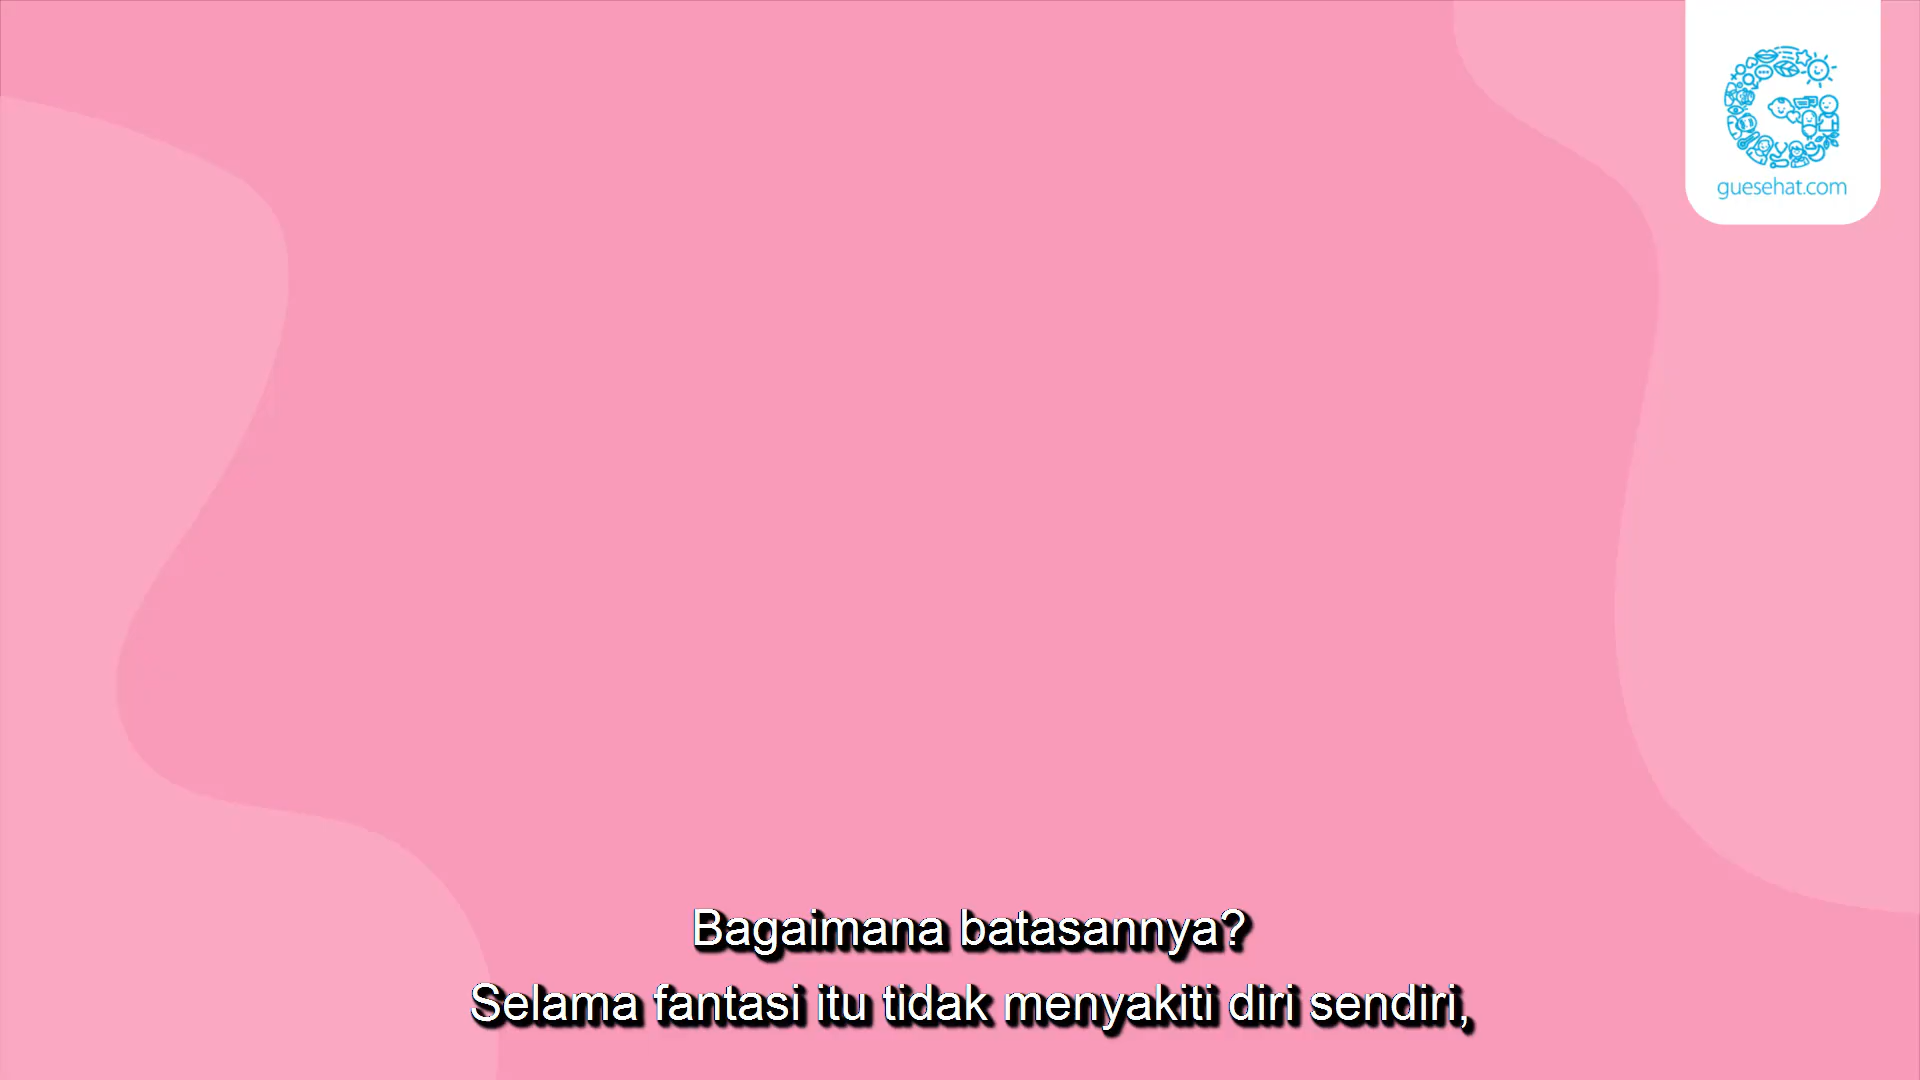 guesehat.com
Bagaimana batasannya?
Selama fantasi itu tidak menyakiti diri sendiri,